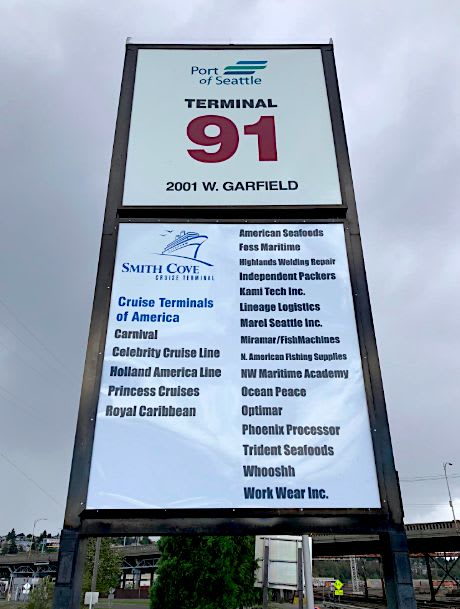 Port
of Seattle
TERMINAL
91
2001 W. GARFIELD
SMITH COVE
CRUISE TERMINAL
Cruise Terminals
of America
Carnival
Celebrity Cruise Line
Holland America Line
Princess Cruises
Royal Caribbean
American Seafoods
Foss Maritime
Highlands Welding Repair
Independent Packers
Kami Tech Inc.
Lineage Logistics
Marel Seattle Inc.
Miramar/FishMachines
N. American Fishing Supplies
NW Maritime Academy
Ocean Peace
Optimar
Phoenix Processor
Trident Seafoods
Whooshh
Work Wear Inc.